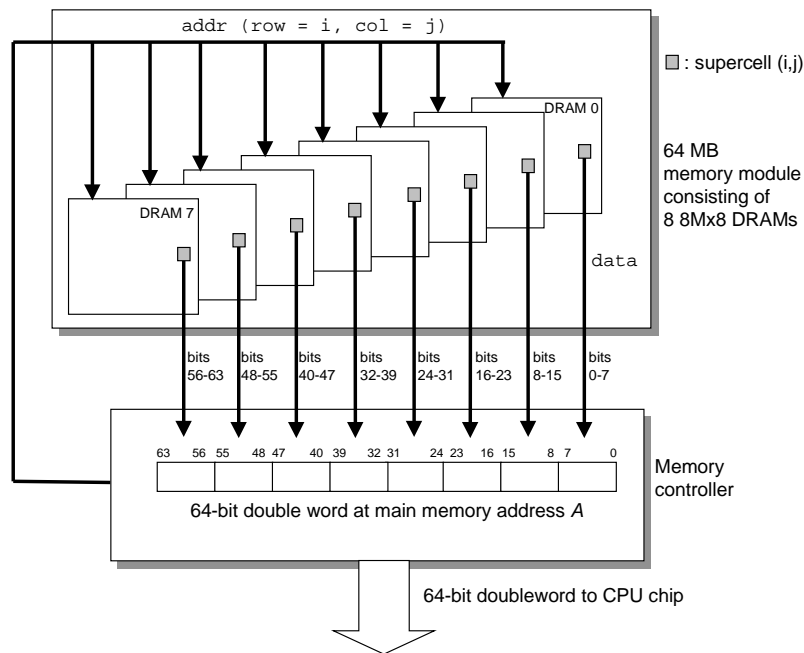 addr (row = i, col = j)
: supercell (i,j)
DRAM 0
64 MB
memory module
consisting of
8 8Mx8 DRAMs
DRAM 7
data
bits
56-63
bits
48-55
bits
40-47
bits
32-39
bits
24-31
bits
16-23
bits
8-15
bits
0-7
63 56 55 48 47 40 39 32 31 24 23 16 15 8 7 0
Memory
controller
64-bit double word at main memory address A
64-bit doubleword to CPU chip